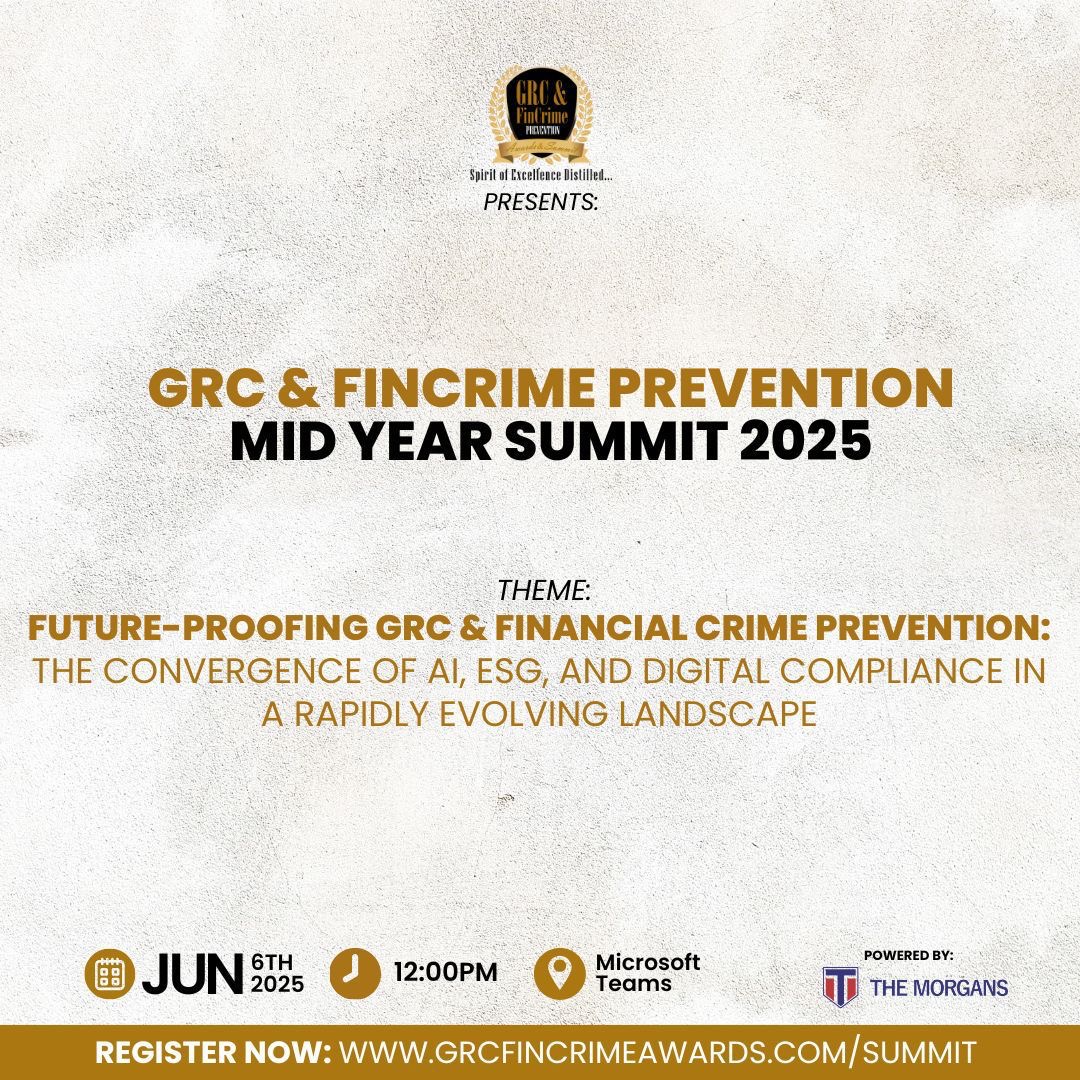 GRC &
FinCrime
PREVENTION
Awards & Summit
Spirit of Excellence Distilled...
PRESENTS:
GRC & FINCRIME PREVENTION
MID YEAR SUMMIT 2025
THEME:
FUTURE-PROOFING GRC & FINANCIAL CRIME PREVENTION:
THE CONVERGENCE OF AI, ESG, AND DIGITAL COMPLIANCE IN
A RAPIDLY EVOLVING LANDSCAPE
JUN 6TH
2025
12:00PM
Microsoft
Teams
POWERED BY:
THE MORGANS
REGISTER NOW: WWW.GRCFINCRIMEAWARDS.COM/SUMMIT